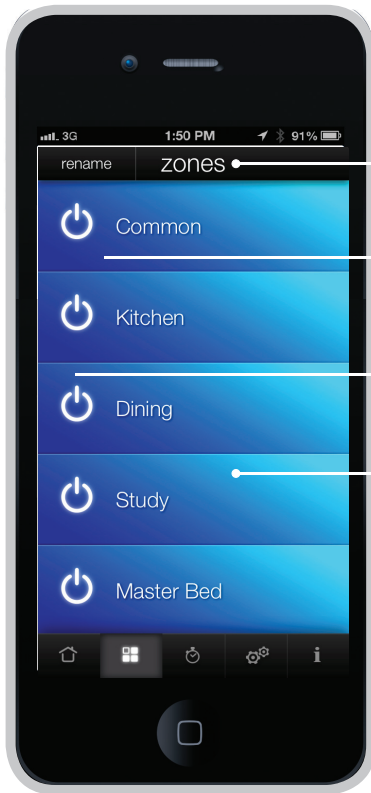 3G 1:50 PM 91%
rename zones
Common
Kitchen
Dining
Study
Master Bed
i